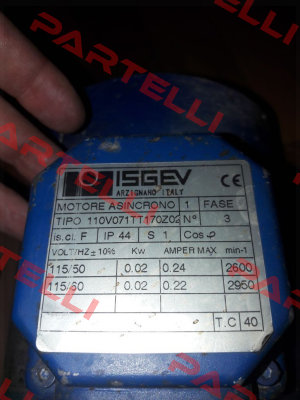 PARTELLI
ISGEV
ARZIGNANO ITALY
CE
MOTORE ASINCRONO 1 FASE
TIPO 110V071TT170Z02 N° 3
is.cl. F IP 44 S 1 Cos φ
VOLT/HZ ± 10% Kw AMPER MAX min-1
115/50 0.02 0.24 2600
115/60 0.02 0.22 2950
T.C 40
PARTELLI
PARTELLI